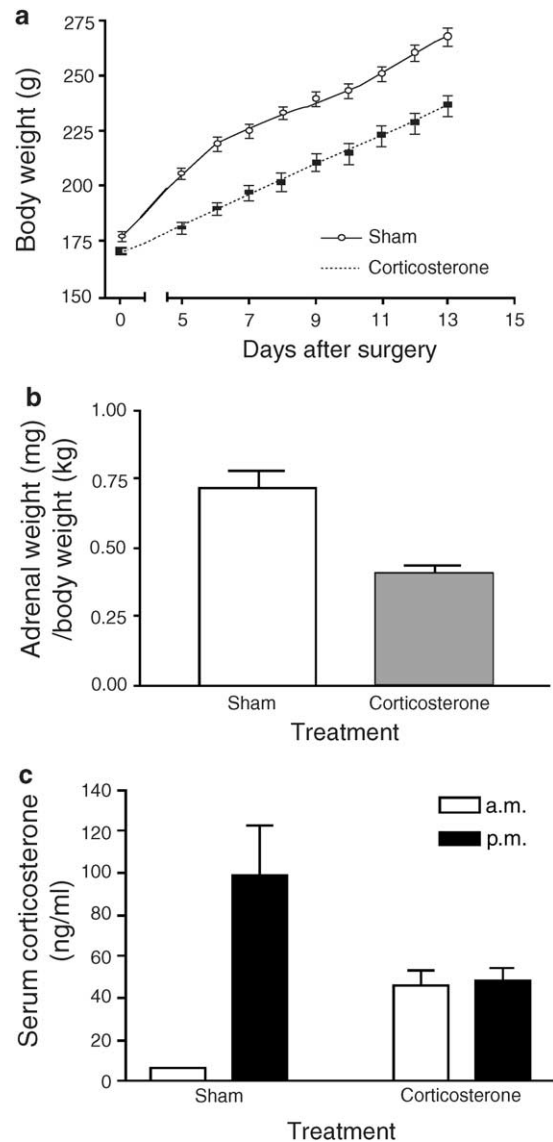 a
Body weight (g)
275
250
225
200
175
150
Sham
Corticosterone
0 5 7 9 11 13 15
Days after surgery
b
Adrenal weight (mg)
/body weight (kg)
1.00
0.75
0.50
0.25
0.00
Sham Corticosterone
Treatment
c
Serum corticosterone
(ng/ml)
140
120
100
80
60
40
20
0
a.m.
p.m.
Sham Corticosterone
Treatment